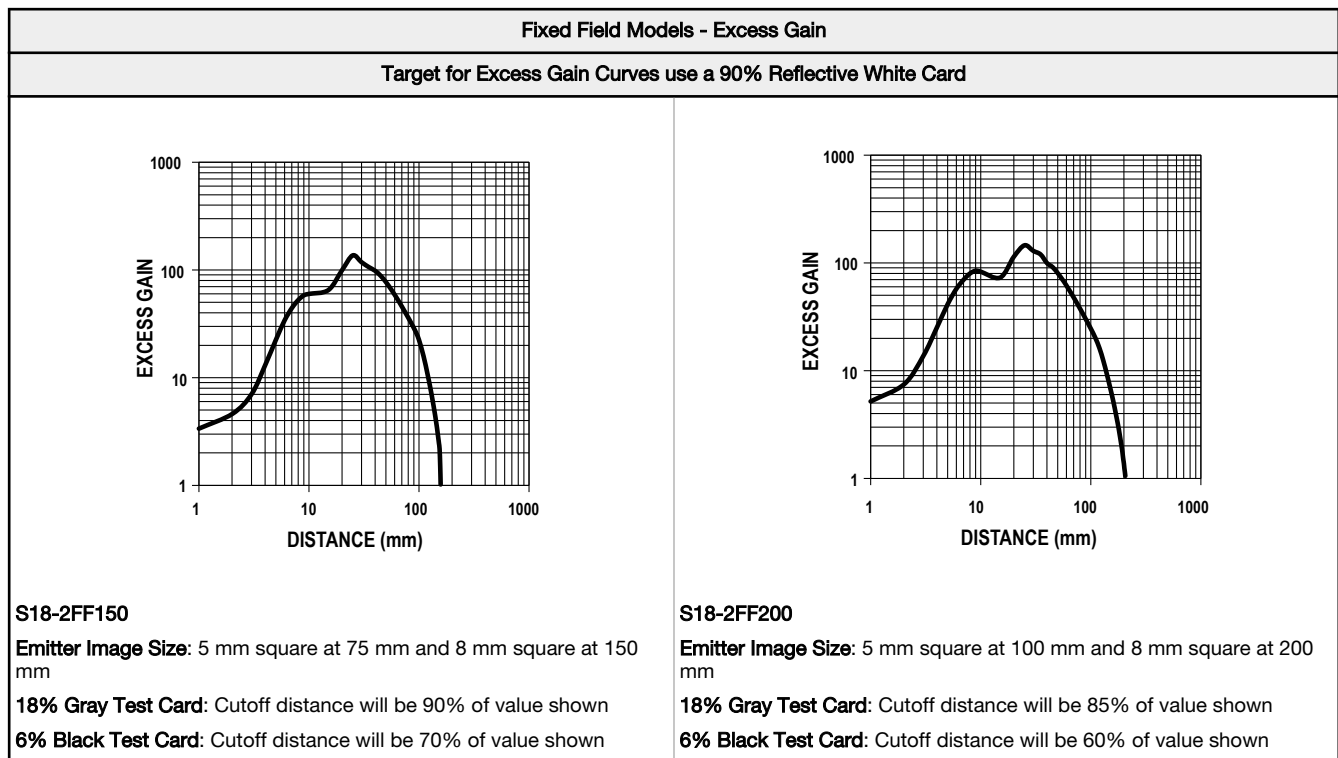 Fixed Field Models - Excess Gain
Target for Excess Gain Curves use a 90% Reflective White Card
1000
100
10
1
EXCESS GAIN
1
10
100
1000
DISTANCE (mm)
S18-2FF150
Emitter Image Size: 5 mm square at 75 mm and 8 mm square at 150
mm
18% Gray Test Card: Cutoff distance will be 90% of value shown
6% Black Test Card: Cutoff distance will be 70% of value shown
1000
100
10
1
EXCESS GAIN
1
10
100
1000
DISTANCE (mm)
S18-2FF200
Emitter Image Size: 5 mm square at 100 mm and 8 mm square at 200
mm
18% Gray Test Card: Cutoff distance will be 85% of value shown
6% Black Test Card: Cutoff distance will be 60% of value shown